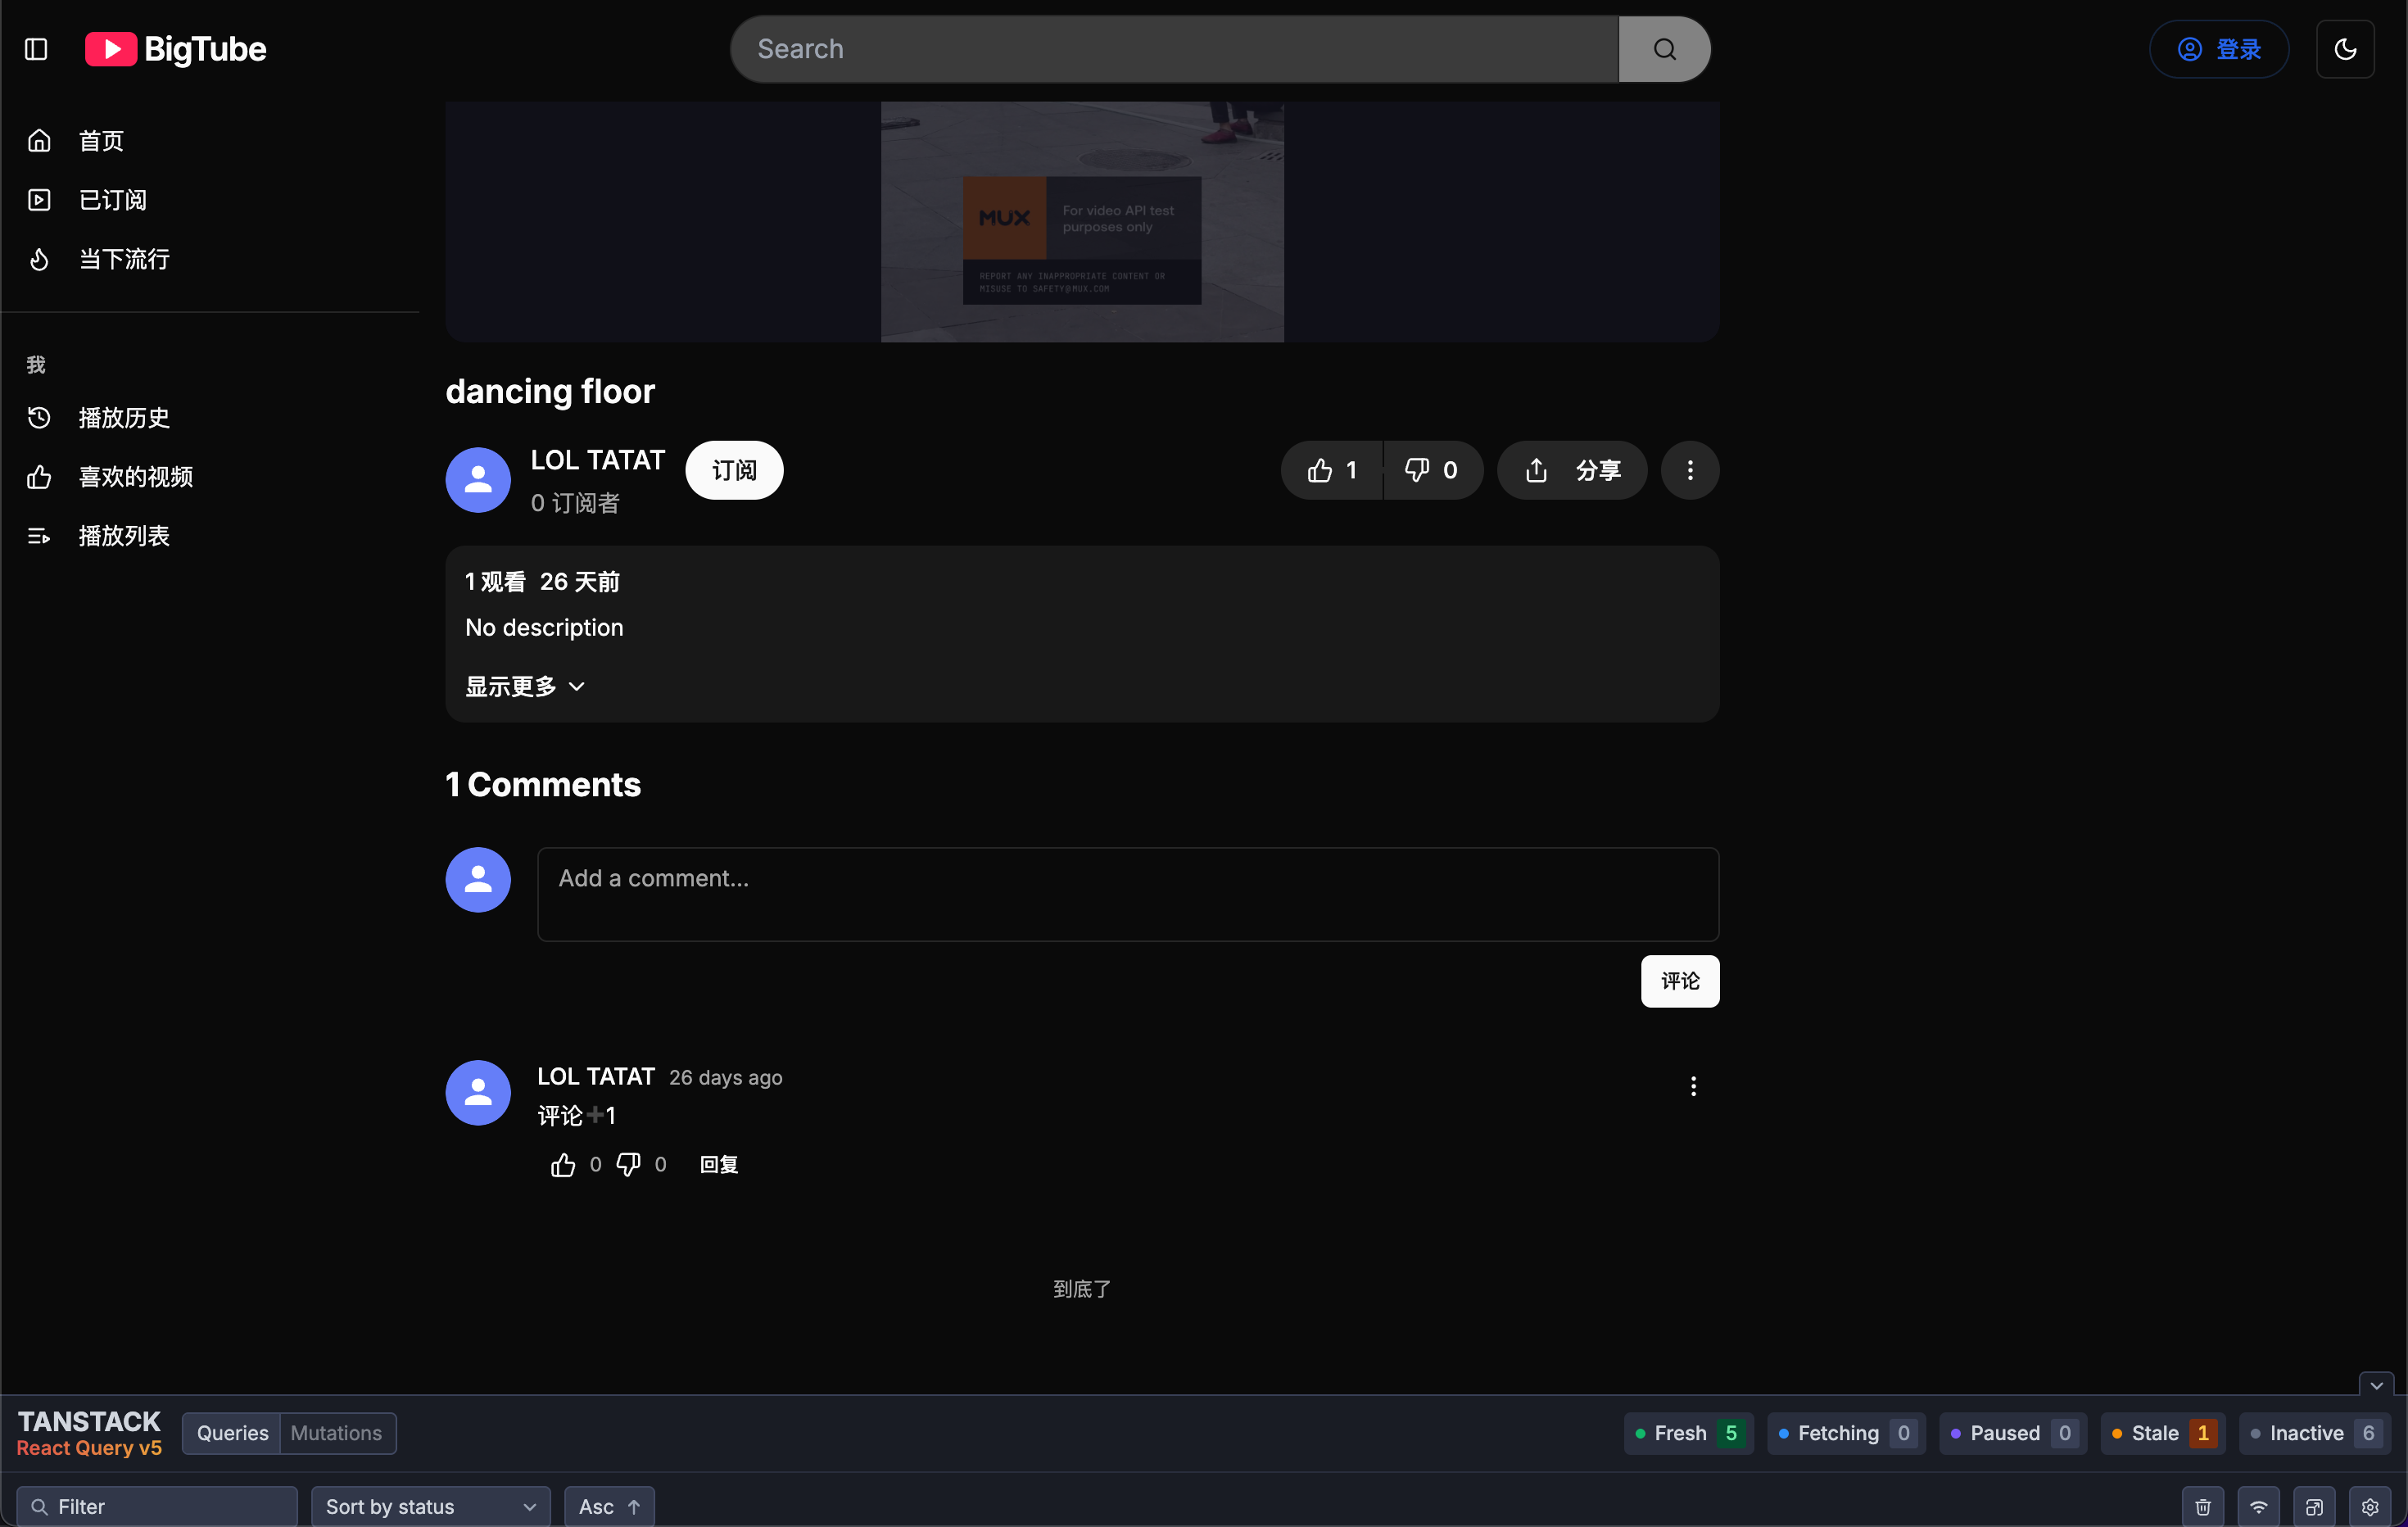 BigTube
Search
登录
首页
已订阅
当下流行
我
播放历史
喜欢的视频
播放列表
MUX
For video API test
purposes only
REPORT ANY INAPPROPRIATE CONTENT OR
MISUSE TO SAFETY@MUX.COM
dancing floor
LOL TATAT
0 订阅者
订阅
1
0
分享
1 观看 26 天前
No description
显示更多
1 Comments
Add a comment...
评论
LOL TATAT 26 days ago
评论➕1
0 0 回复
到底了
TANSTACK
React Query v5
Queries Mutations
Fresh 5 Fetching 0 Paused 0 Stale 1 Inactive 6
Filter Sort by status Asc ↑